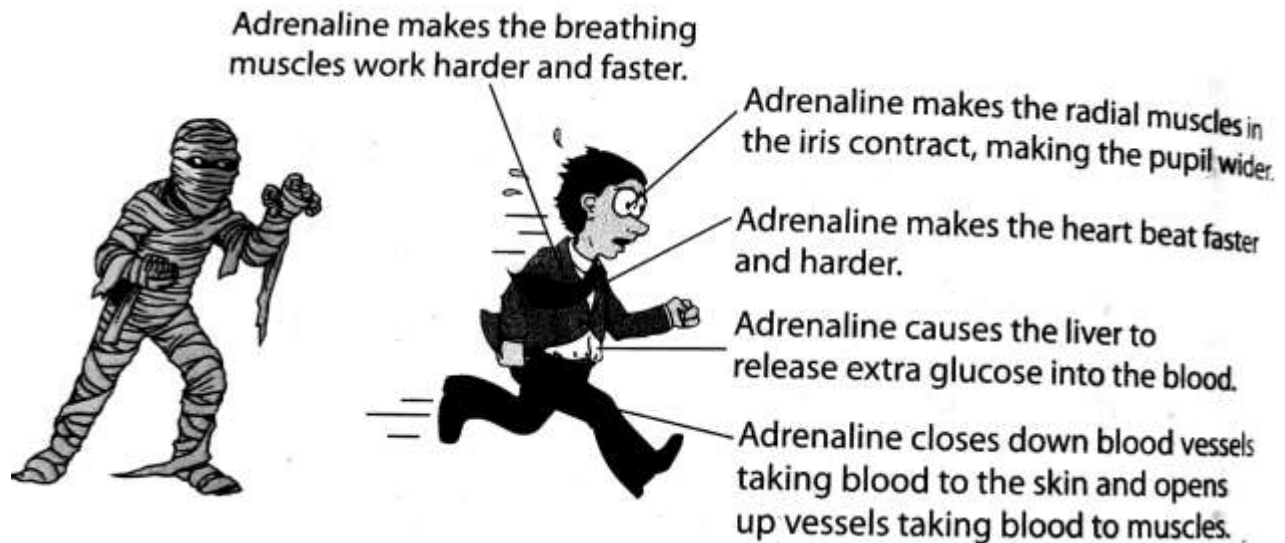 Adrenaline makes the breathing
muscles work harder and faster.
Adrenaline makes the radial muscles in
the iris contract, making the pupil wider.
Adrenaline makes the heart beat faster
and harder.
Adrenaline causes the liver to
release extra glucose into the blood.
Adrenaline closes down blood vessels
taking blood to the skin and opens
up vessels taking blood to muscles.